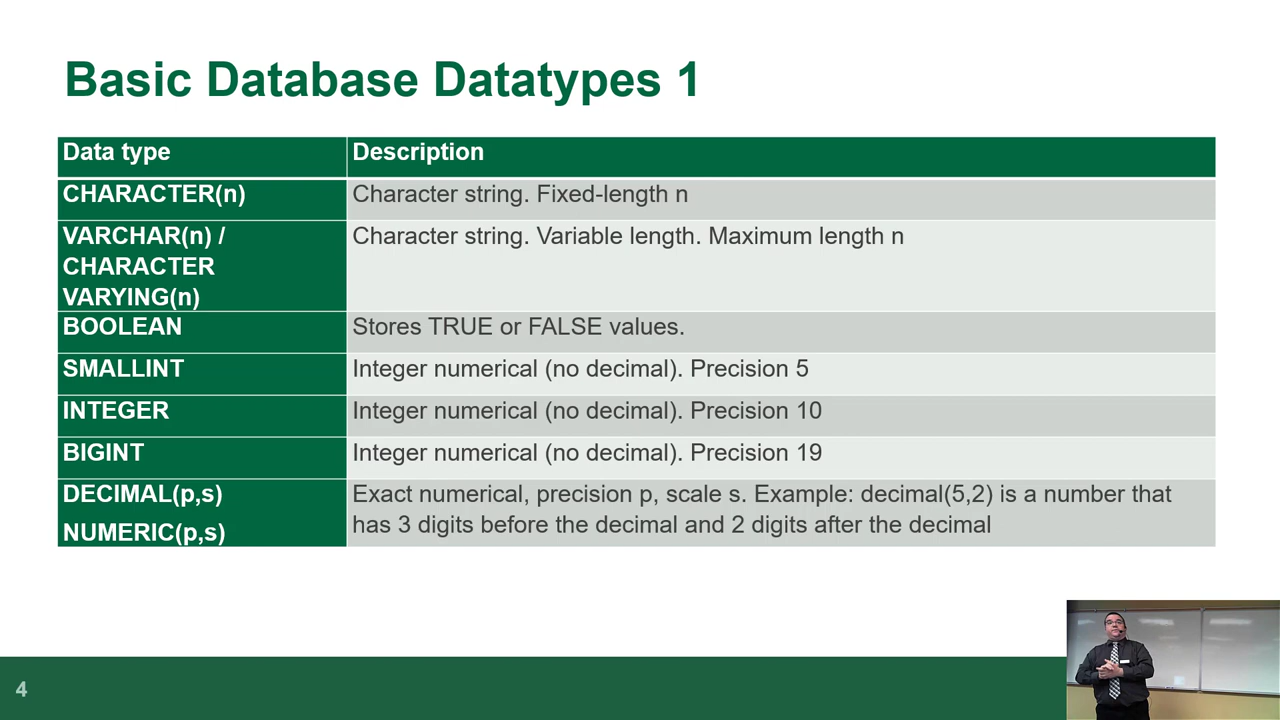 Basic Database Datatypes 1
Data type
Description
CHARACTER(n)
Character string. Fixed-length n
VARCHAR(n) /
CHARACTER
VARYING(n)
Character string. Variable length. Maximum length n
BOOLEAN
Stores TRUE or FALSE values.
SMALLINT
Integer numerical (no decimal). Precision 5
INTEGER
Integer numerical (no decimal). Precision 10
BIGINT
Integer numerical (no decimal). Precision 19
DECIMAL(p,s)
NUMERIC(p,s)
Exact numerical, precision p, scale s. Example: decimal(5,2) is a number that
has 3 digits before the decimal and 2 digits after the decimal
4